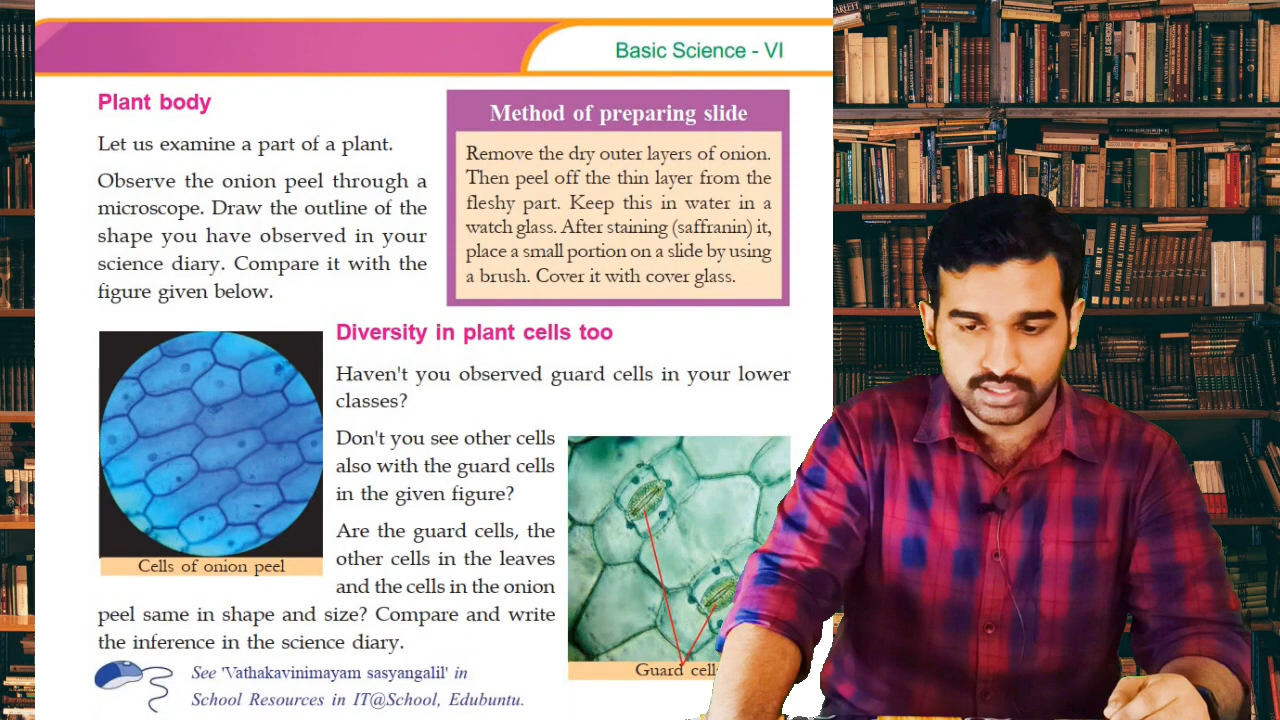 Basic Science - VI
Plant body
Let us examine a part of a plant.
Observe the onion peel through a
microscope. Draw the outline of the
shape you have observed in your
science diary. Compare it with the
figure given below.
Method of preparing slide
Remove the dry outer layers of onion.
Then peel off the thin layer from the
fleshy part. Keep this in water in a
watch glass. After staining (saffranin) it,
place a small portion on a slide by using
a brush. Cover it with cover glass.
Cells of onion peel
Diversity in plant cells too
Haven't you observed guard cells in your lower
classes?
Don't you see other cells
also with the guard cells
in the given figure?
Are the guard cells, the
other cells in the leaves
and the cells in the onion
peel same in shape and size? Compare and write
the inference in the science diary.
Guard cell
See 'Vathakavinimayam sasyangalil' in
School Resources in IT@School, Edubuntu.